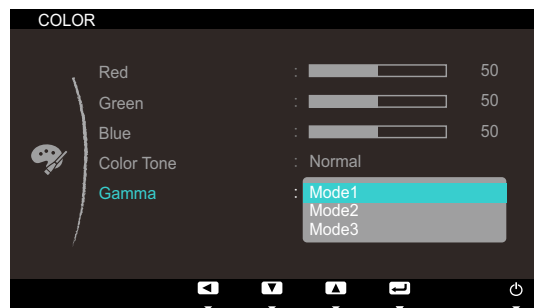 COLOR
Red : 50
Green : 50
Blue : 50
Color Tone : Normal
Gamma : Mode1
Mode2
Mode3